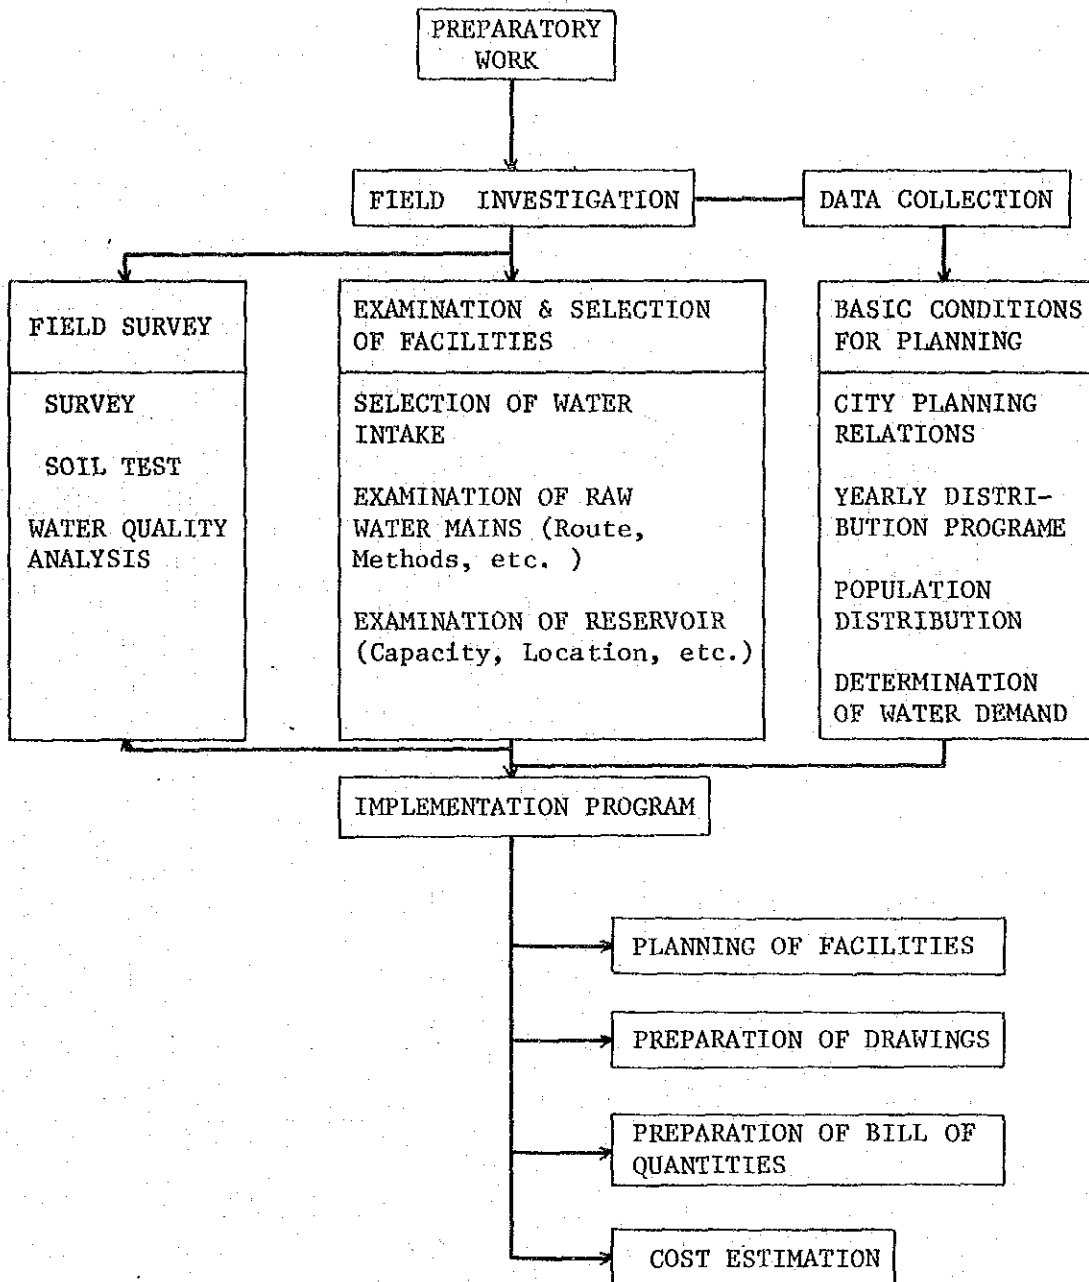 PREPARATORY
WORK
FIELD INVESTIGATION
DATA COLLECTION
FIELD SURVEY
SURVEY
SOIL TEST
WATER QUALITY
ANALYSIS
EXAMINATION & SELECTION
OF FACILITIES
SELECTION OF WATER
INTAKE
EXAMINATION OF RAW
WATER MAINS (Route,
Methods, etc. )
EXAMINATION OF RESERVOIR
(Capacity, Location, etc.)
BASIC CONDITIONS
FOR PLANNING
CITY PLANNING
RELATIONS
YEARLY DISTRI-
BUTION PROGRAME
POPULATION
DISTRIBUTION
DETERMINATION
OF WATER DEMAND
IMPLEMENTATION PROGRAM
PLANNING OF FACILITIES
PREPARATION OF DRAWINGS
PREPARATION OF BILL OF
QUANTITIES
COST ESTIMATION